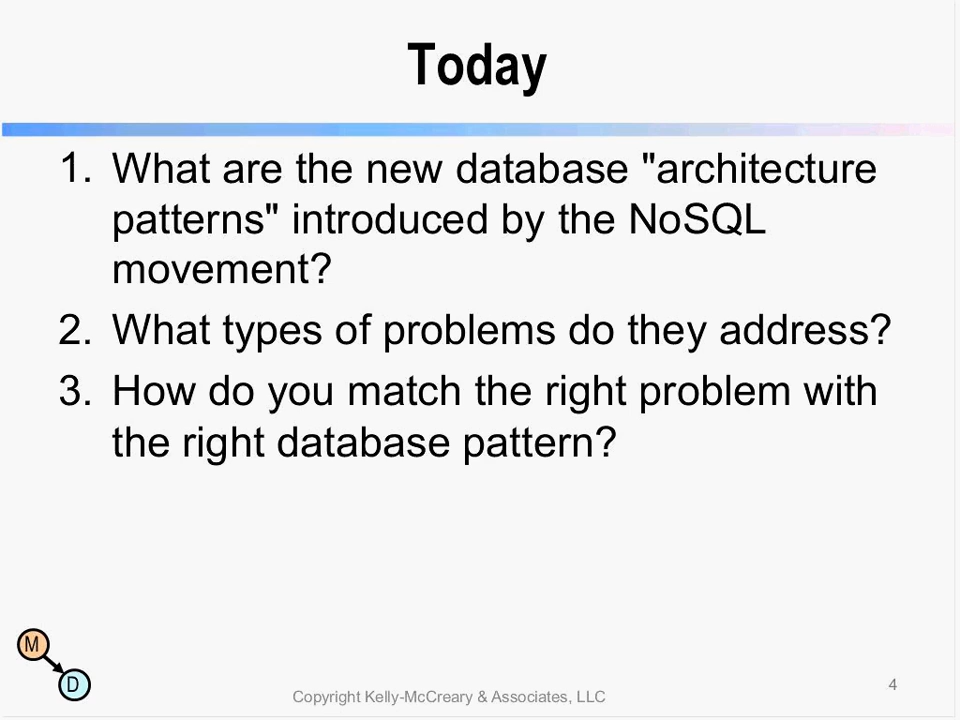 Today
1. What are the new database "architecture
patterns" introduced by the NoSQL
movement?
2. What types of problems do they address?
3. How do you match the right problem with
the right database pattern?
M
D
Copyright Kelly-McCreary & Associates, LLC
4